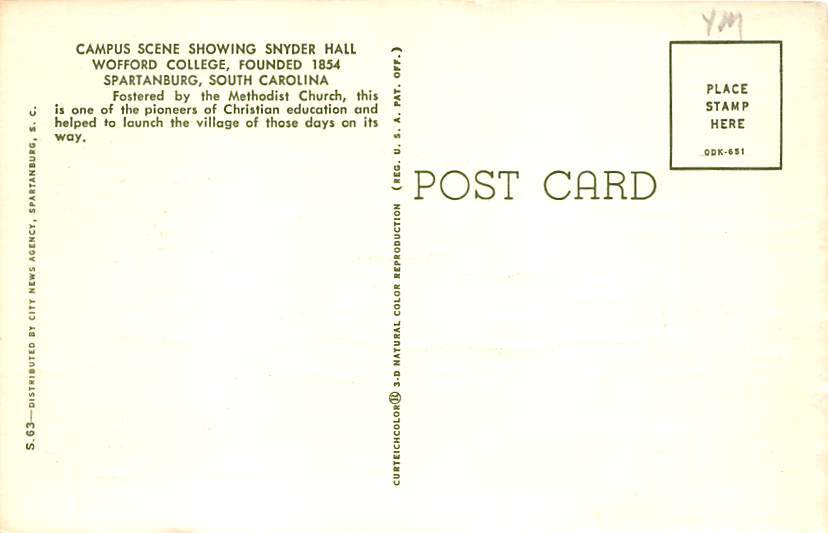 CAMPUS SCENE SHOWING SNYDER HALL
WOFFORD COLLEGE, FOUNDED 1854
SPARTANBURG, SOUTH CAROLINA
Fostered by the Methodist Church, this
is one of the pioneers of Christian education and
helped to launch the village of those days on its
way.
S.63—DISTRIBUTED BY CITY NEWS AGENCY, SPARTANBURG, S. C.
CURTEICHCOLOR® 3-D NATURAL COLOR REPRODUCTION (REG. U. S. A. PAT. OFF.)
POST CARD
PLACE
STAMP
HERE
ODK-651